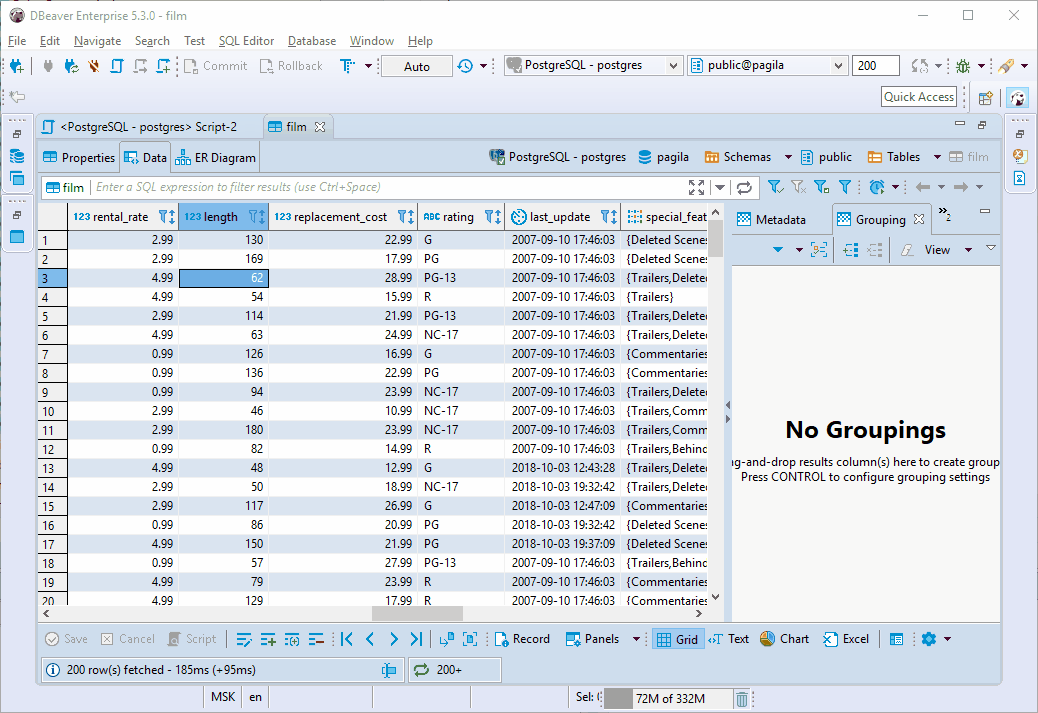 DBeaver Enterprise 5.3.0 - film
File Edit Navigate Search Test SQL Editor Database Window Help
Commit Rollback Auto PostgreSQL - postgres public@pagila 200
Quick Access
<PostgreSQL - postgres> Script-2 film
Properties Data ER Diagram PostgreSQL - postgres pagila Schemas public Tables film
film Enter a SQL expression to filter results (use Ctrl+Space)
123 rental_rate 123 length 123 replacement_cost ABC rating last_update special_feat
1 2.99 130 22.99 G 2007-09-10 17:46:03 {Deleted Scenes
2 2.99 169 17.99 PG 2007-09-10 17:46:03 {Deleted Scenes
3 4.99 62 28.99 PG-13 2007-09-10 17:46:03 {Trailers,Deleted
4 4.99 54 15.99 R 2007-09-10 17:46:03 {Trailers}
5 2.99 114 21.99 PG-13 2007-09-10 17:46:03 {Trailers,Deleted
6 4.99 63 24.99 NC-17 2007-09-10 17:46:03 {Trailers,Deleted
7 0.99 126 16.99 G 2007-09-10 17:46:03 {Commentaries
8 0.99 136 22.99 PG 2007-09-10 17:46:03 {Commentaries
9 0.99 94 23.99 NC-17 2007-09-10 17:46:03 {Trailers,Deleted
10 2.99 46 10.99 NC-17 2007-09-10 17:46:03 {Trailers,Comm
11 2.99 180 23.99 NC-17 2007-09-10 17:46:03 {Trailers,Comm
12 0.99 82 14.99 R 2007-09-10 17:46:03 {Trailers,Behind
13 4.99 48 12.99 G 2018-10-03 12:43:28 {Trailers,Deleted
14 2.99 50 18.99 NC-17 2018-10-03 19:32:42 {Trailers,Deleted
15 2.99 117 26.99 G 2018-10-03 12:47:09 {Commentaries
16 0.99 86 20.99 PG 2018-10-03 19:32:42 {Deleted Scenes
17 4.99 150 21.99 PG 2018-10-03 19:37:09 {Deleted Scenes
18 0.99 57 27.99 PG-13 2007-09-10 17:46:03 {Trailers,Behind
19 4.99 79 23.99 R 2007-09-10 17:46:03 {Commentaries
20 4.99 129 17.99 R 2007-09-10 17:46:03 {Commentaries
Metadata Grouping 2
View
No Groupings
ng-and-drop results column(s) here to create group
Press CONTROL to configure grouping settings
Save Cancel Script Record Panels Grid Text Chart Excel
200 row(s) fetched - 185ms (+95ms) 200+
MSK en Sel: ( 72M of 332M